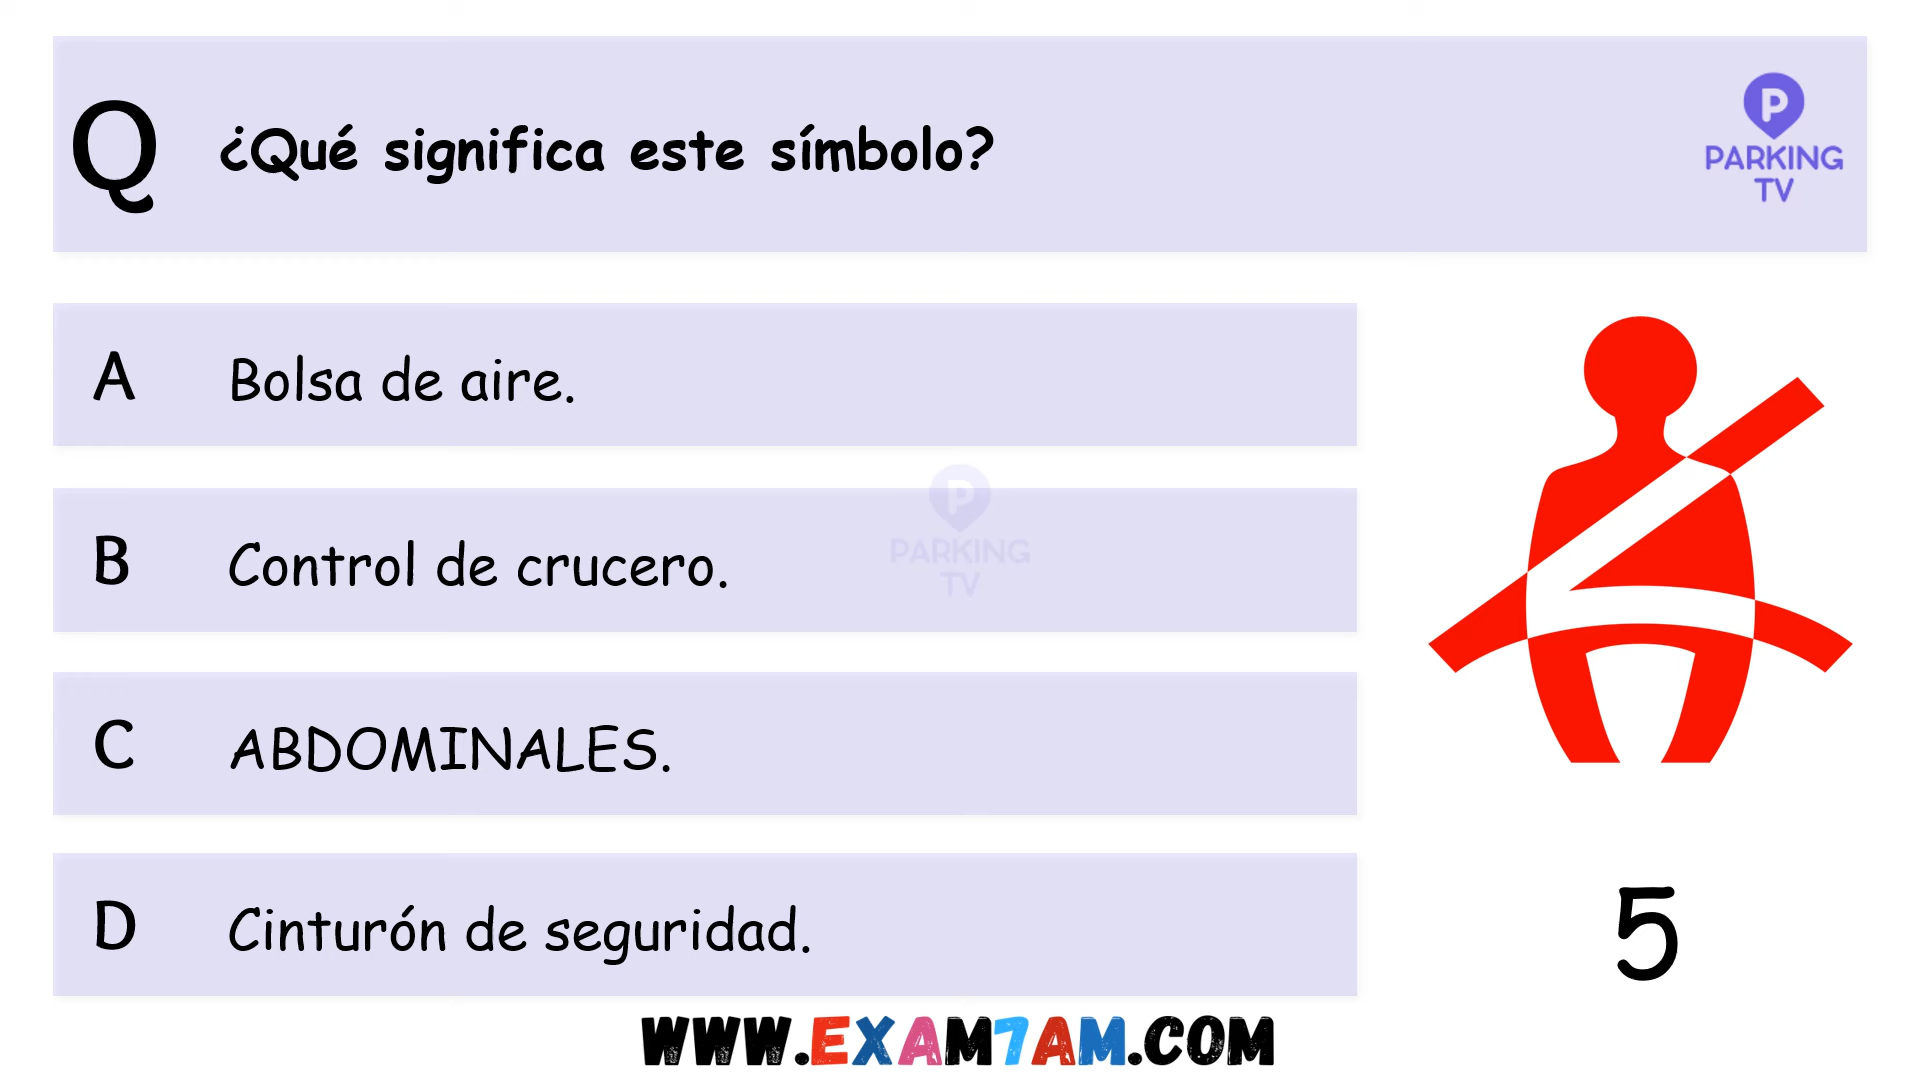 Q ¿Qué significa este símbolo?
P
PARKING
TV
A Bolsa de aire.
B Control de crucero.
P
PARKING
TV
C ABDOMINALES.
D Cinturón de seguridad.
5
WWW.EXAM7AM.COM